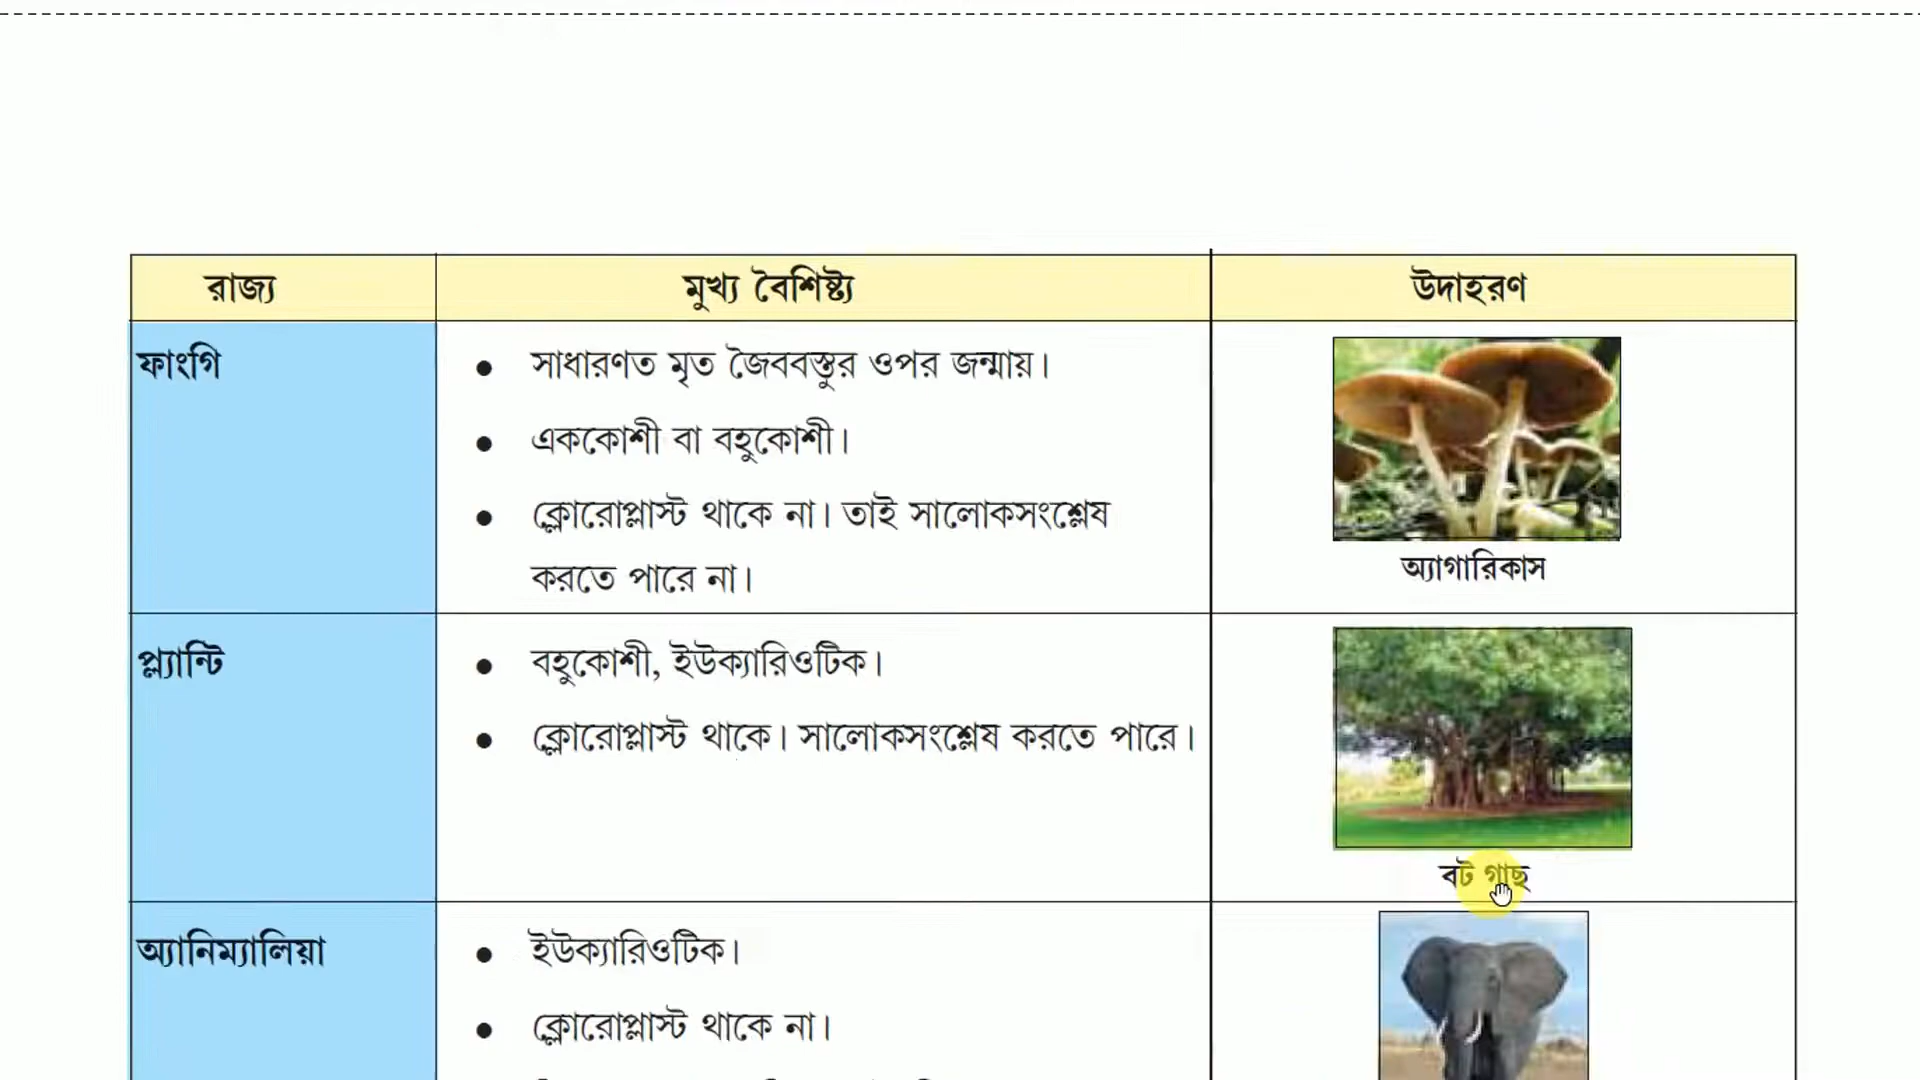 রাজ্য মুখ্য বৈশিষ্ট্য উদাহরণ
ফাংগি
● সাধারণত মৃত জৈববস্তুর ওপর জন্মায়।
● এককোশী বা বহুকোশী।
● ক্লোরোপ্লাস্ট থাকে না। তাই সালোকসংশ্লেষ
করতে পারে না।
অ্যাগারিকাস
প্ল্যান্টি
● বহুকোশী, ইউক্যারিওটিক।
● ক্লোরোপ্লাস্ট থাকে। সালোকসংশ্লেষ করতে পারে।
বট গাছ
অ্যানিম্যালিয়া
● ইউক্যারিওটিক।
● ক্লোরোপ্লাস্ট থাকে না।